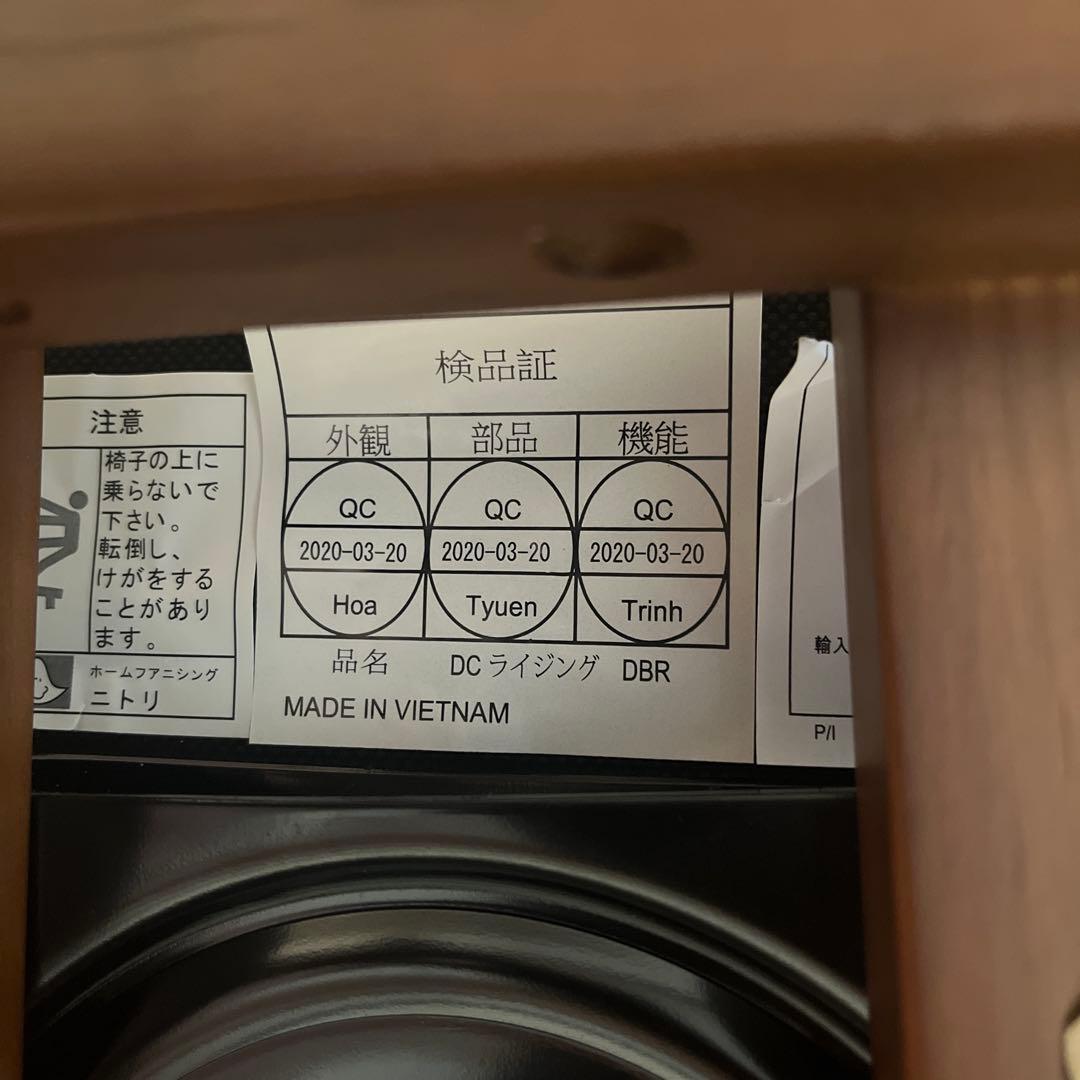 注意
椅子の上に
乗らないで
下さい。
転倒し、
けがをする
ことがあり
ます。
ホームファニシング
ニトリ
検品証
外観 部品 機能
QC QC QC
2020-03-20 2020-03-20 2020-03-20
Hoa Tyuen Trinh
品名 DCライジング DBR
MADE IN VIETNAM
輸入
P/I